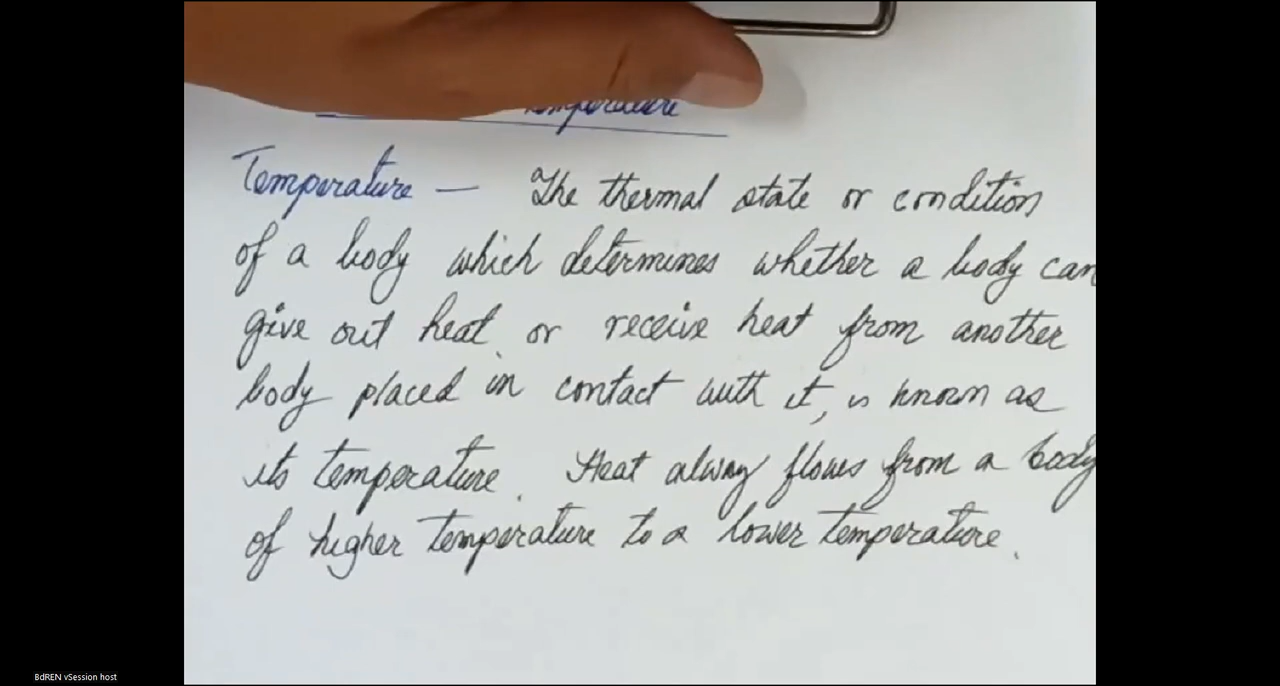 Temperature
Temperature — The thermal state or condition
of a body which determines whether a body can
give out heat or receive heat from another
body placed in contact with it, is known as
its temperature. Heat alway flows from a body
of higher temperature to a lower temperature.
BdREN vSession host